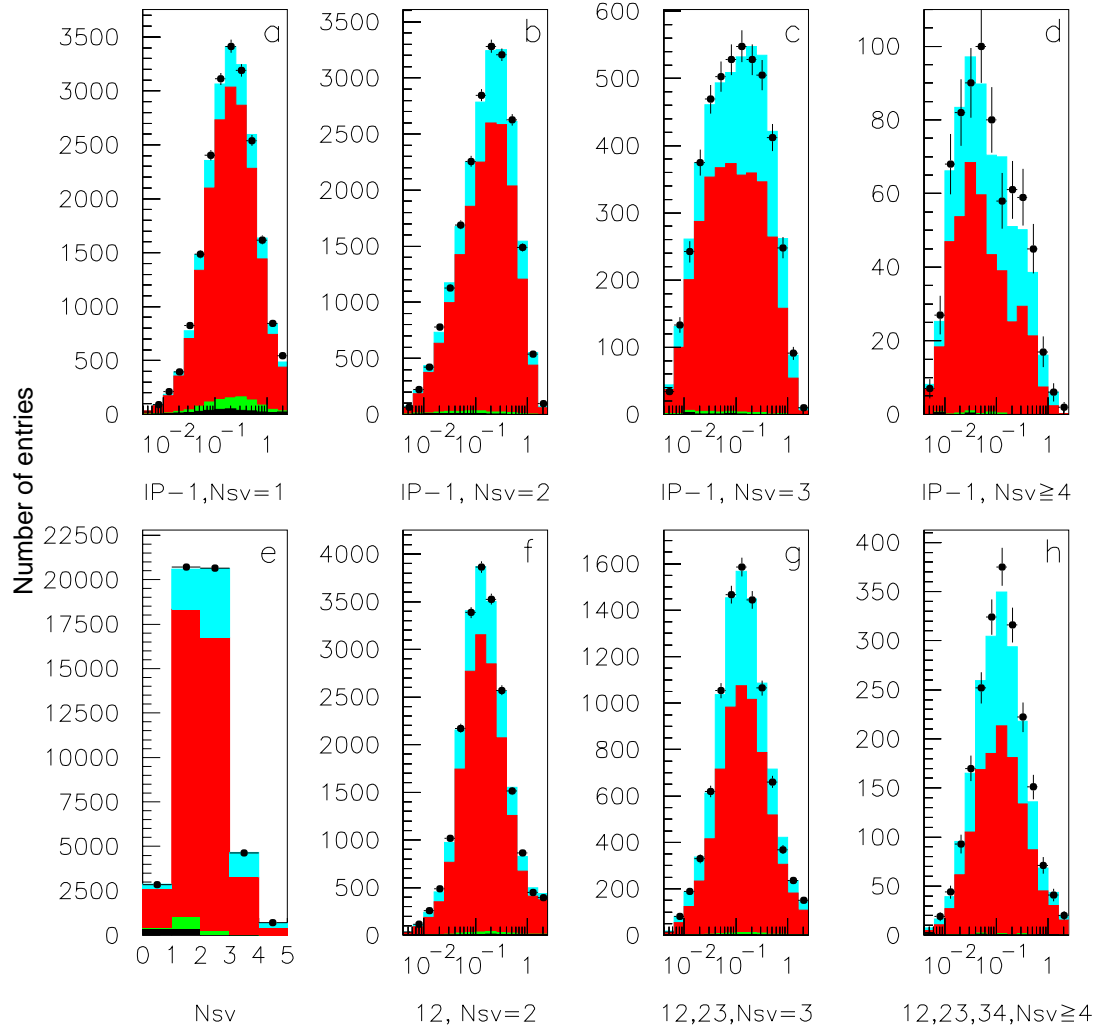 a
b
c
d
3500
3000
2500
2000
1500
1000
500
0
3500
3000
2500
2000
1500
1000
500
0
600
500
400
300
200
100
0
100
80
60
40
20
0
10⁻² 10⁻¹ 1
10⁻² 10⁻¹ 1
10⁻² 10⁻¹ 1
10⁻² 10⁻¹ 1
IP-1,Nsv=1
IP-1, Nsv=2
IP-1, Nsv=3
IP-1, Nsv≧4
Number of entries
e
f
g
h
22500
20000
17500
15000
12500
10000
7500
5000
2500
0
4000
3500
3000
2500
2000
1500
1000
500
0
1600
1400
1200
1000
800
600
400
200
0
400
350
300
250
200
150
100
50
0
0 1 2 3 4 5
10⁻² 10⁻¹ 1
10⁻² 10⁻¹ 1
10⁻² 10⁻¹ 1
Nsv
12, Nsv=2
12,23,Nsv=3
12,23,34,Nsv≧4